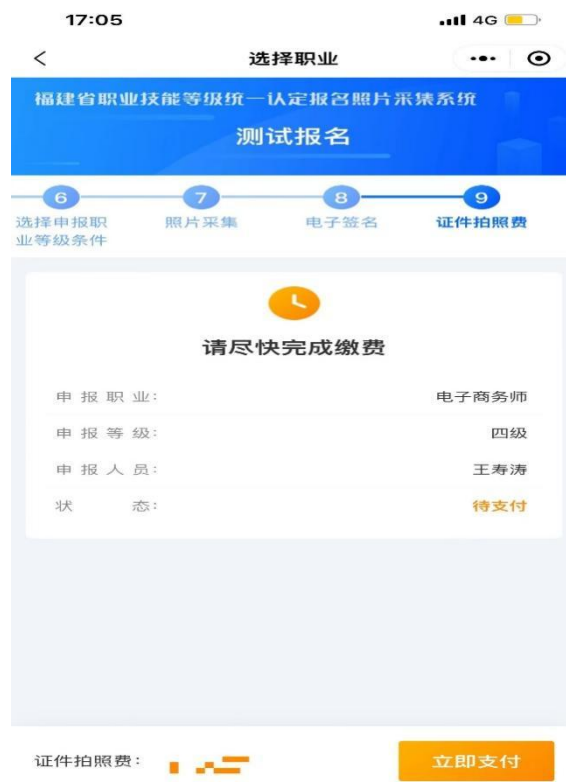 17:05 4G
选择职业
福建省职业技能等级统一认定报名照片采集系统
测试报名
6 7 8 9
选择申报职 照片采集 电子签名 证件拍照费
业等级条件
请尽快完成缴费
申报职业: 电子商务师
申报等级: 四级
申报人员: 王寿涛
状态: 待支付
证件拍照费: 立即支付